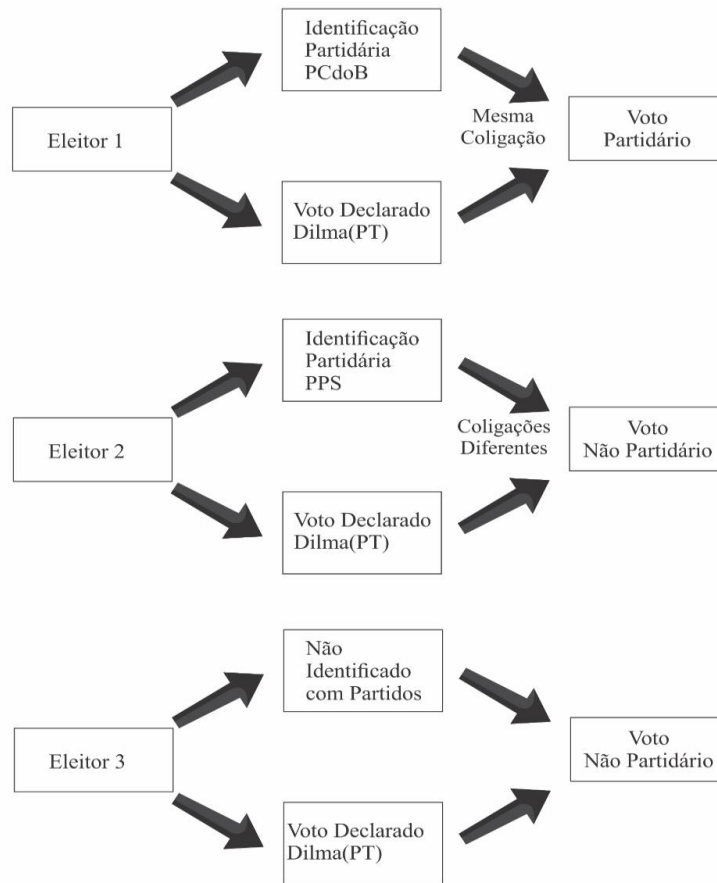 Eleitor 1
Identificação
Partidária
PCdoB
Voto Declarado
Dilma(PT)
Mesma
Coligação
Voto
Partidário
Eleitor 2
Identificação
Partidária
PPS
Voto Declarado
Dilma(PT)
Coligações
Diferentes
Voto
Não Partidário
Eleitor 3
Não
Identificado
com Partidos
Voto Declarado
Dilma(PT)
Voto
Não Partidário